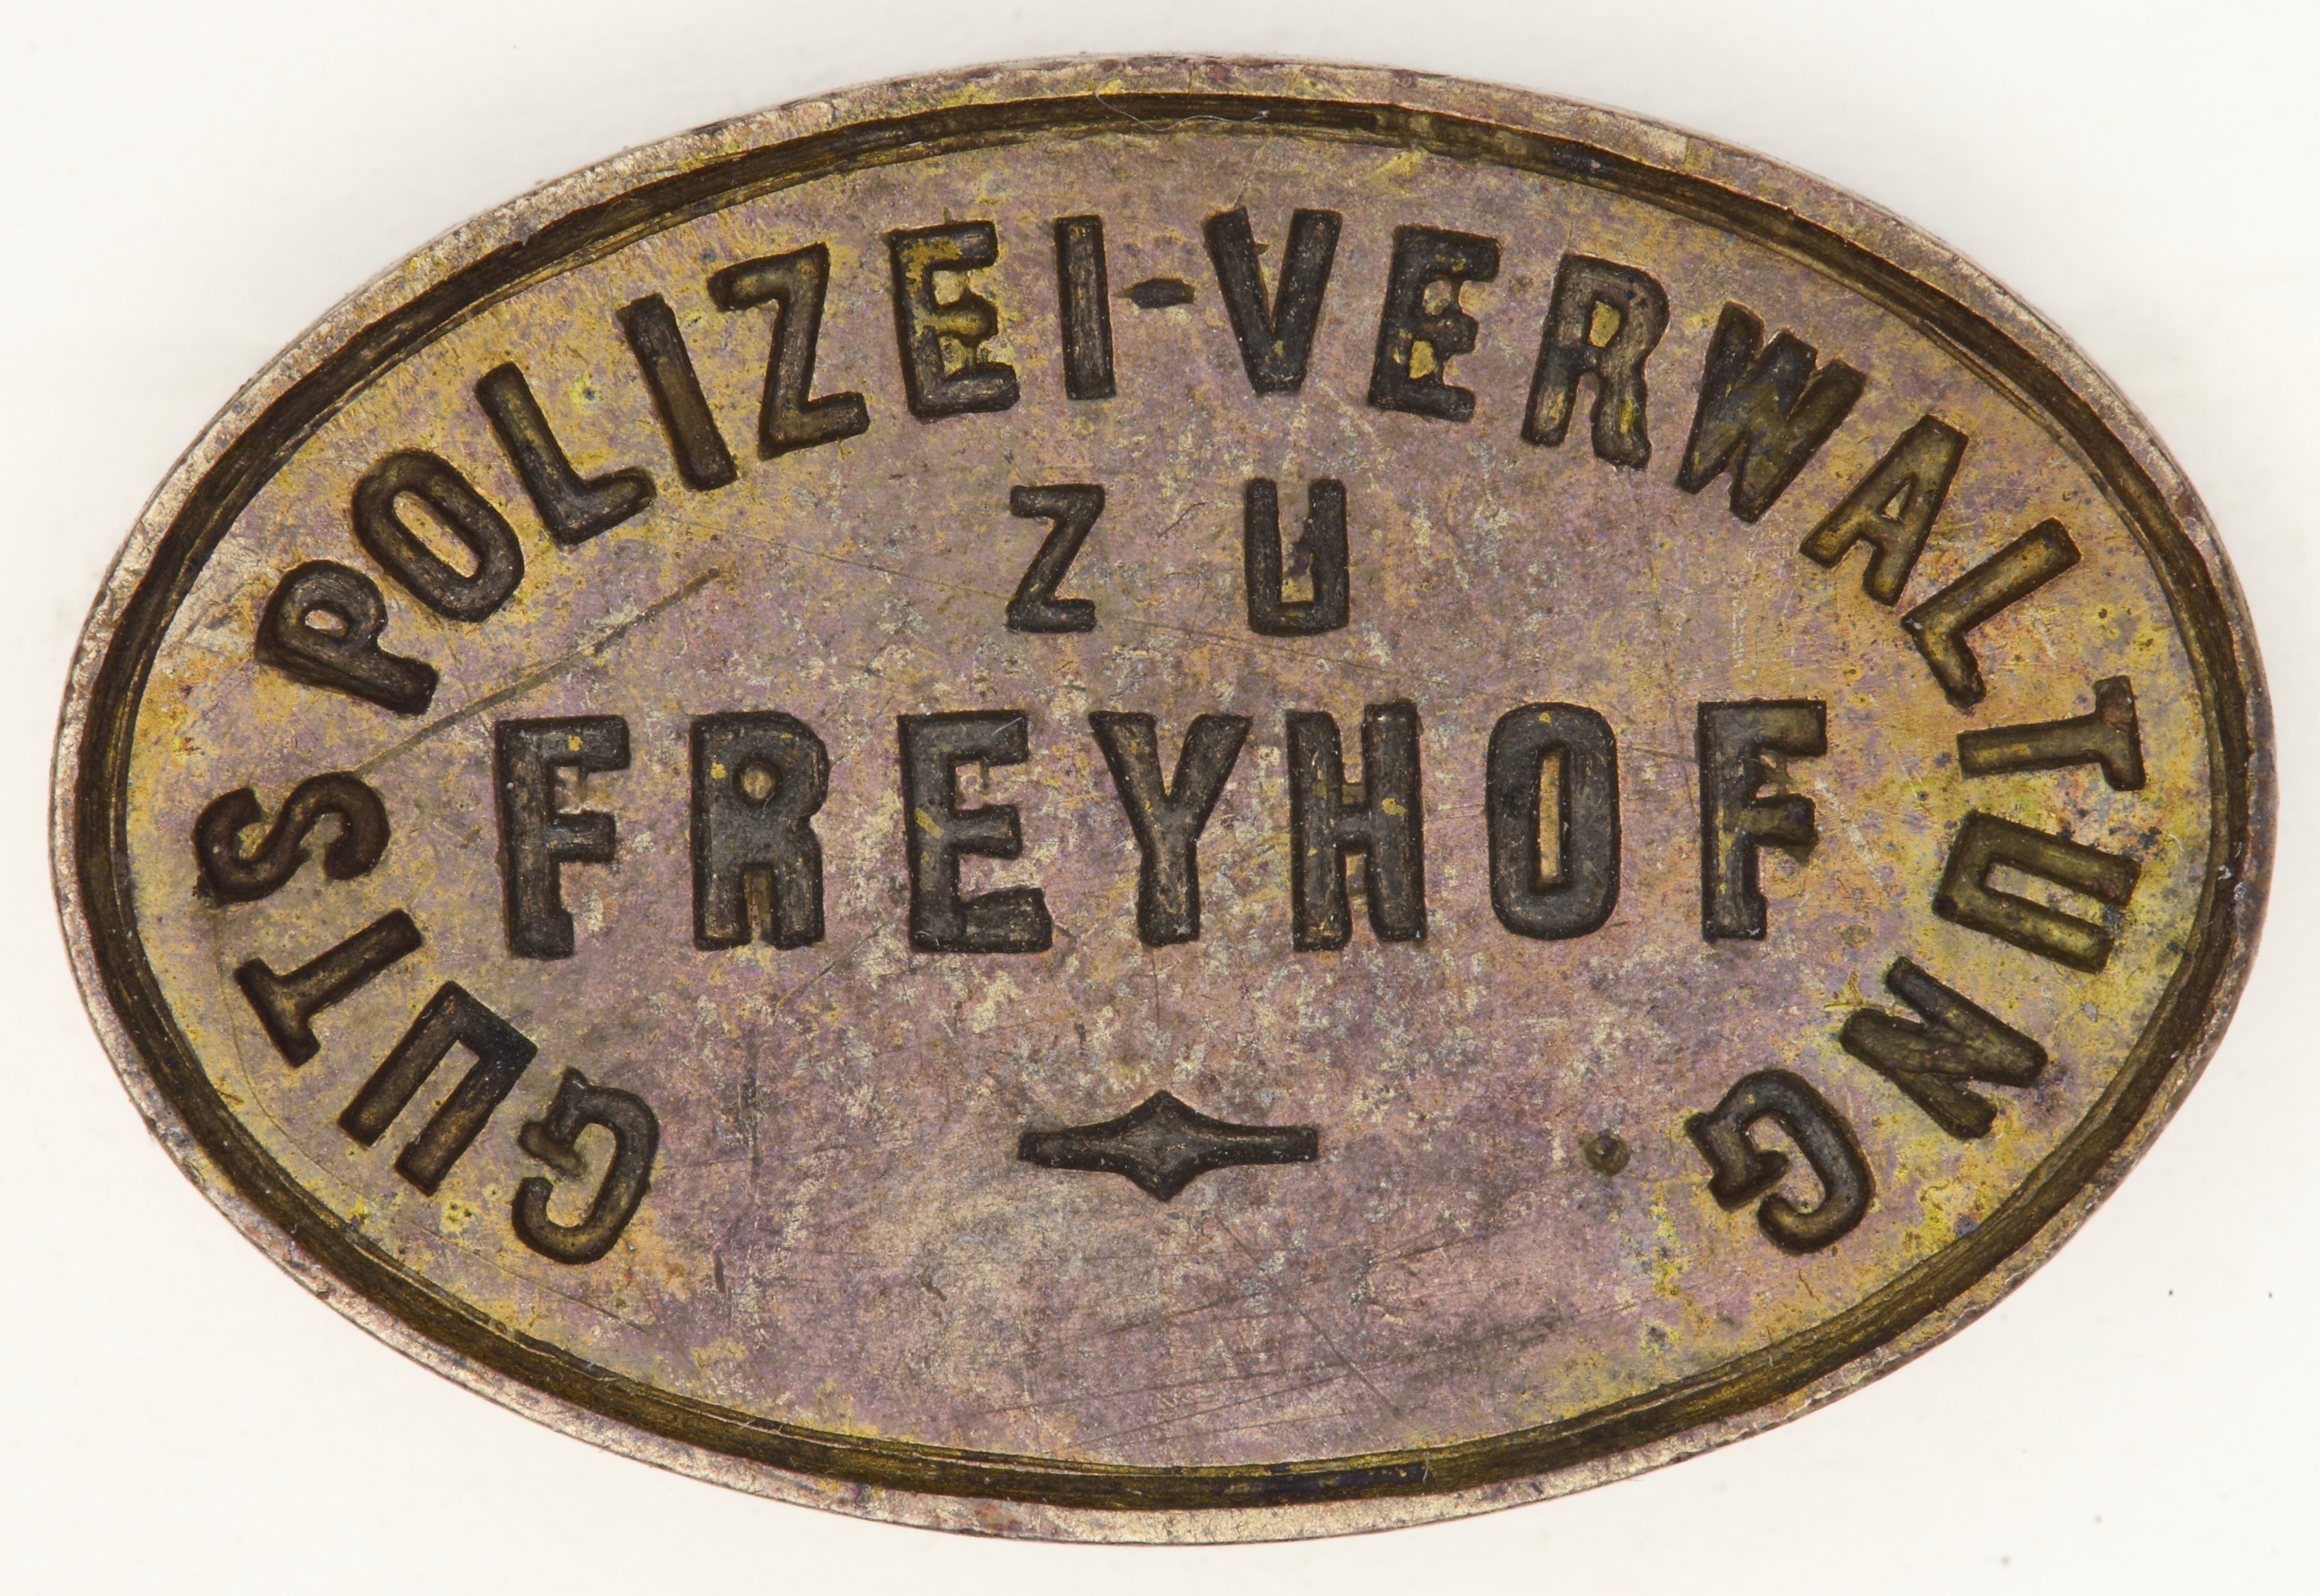 GUTS POLIZEI-VERWALTUNG.
ZU
FREYHOF